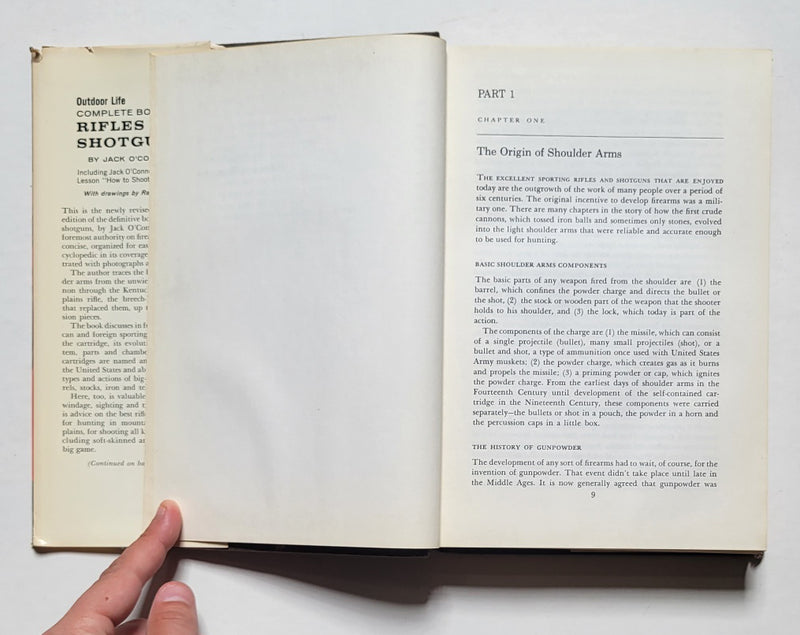 Outdoor Life
COMPLETE BO
RIFLES
SHOTGU
BY JACK O'CO
Including Jack O'Conn
Lesson "How to Shoot
With drawings by Ra
This is the newly revise
edition of the definitive bo
shotguns, by Jack O'Con
foremost authority on fire
concise, organized for eas
cyclopedic in its coverage
trated with photographs a
The author traces the l
der arms from the unwie
non through the Kentuc
plains rifle, the breech-
that replaced them, up t
sion pieces.
The book discusses in fu
can and foreign sporting
the cartridge, its evoluti
tem, parts and chambe
cartridges are named an
the United States and ab
types and actions of big-
rels, stocks, iron and te
Here, too, is valuable
windage, sighting and t
is advice on the best rifl
for hunting in mounta
plains, for shooting all k
cluding soft-skinned an
big game.
(Continued on ba
PART 1
CHAPTER ONE
The Origin of Shoulder Arms
THE EXCELLENT SPORTING RIFLES AND SHOTGUNS THAT ARE ENJOYED
today are the outgrowth of the work of many people over a period of
six centuries. The original incentive to develop firearms was a mili-
tary one. There are many chapters in the story of how the first crude
cannons, which tossed iron balls and sometimes only stones, evolved
into the light shoulder arms that were reliable and accurate enough
to be used for hunting.
BASIC SHOULDER ARMS COMPONENTS
The basic parts of any weapon fired from the shoulder are (1) the
barrel, which confines the powder charge and directs the bullet or
the shot, (2) the stock or wooden part of the weapon that the shooter
holds to his shoulder, and (3) the lock, which today is part of the
action.
The components of the charge are (1) the missile, which can consist
of a single projectile (bullet), many small projectiles (shot), or a
bullet and shot, a type of ammunition once used with United States
Army muskets; (2) the powder charge, which creates gas as it burns
and propels the missile; (3) a priming powder or cap, which ignites
the powder charge. From the earliest days of shoulder arms in the
Fourteenth Century until development of the self-contained car-
tridge in the Nineteenth Century, these components were carried
separately—the bullets or shot in a pouch, the powder in a horn and
the percussion caps in a little box.
THE HISTORY OF GUNPOWDER
The development of any sort of firearms had to wait, of course, for the
invention of gunpowder. That event didn't take place until late in
the Middle Ages. It is now generally agreed that gunpowder was
9